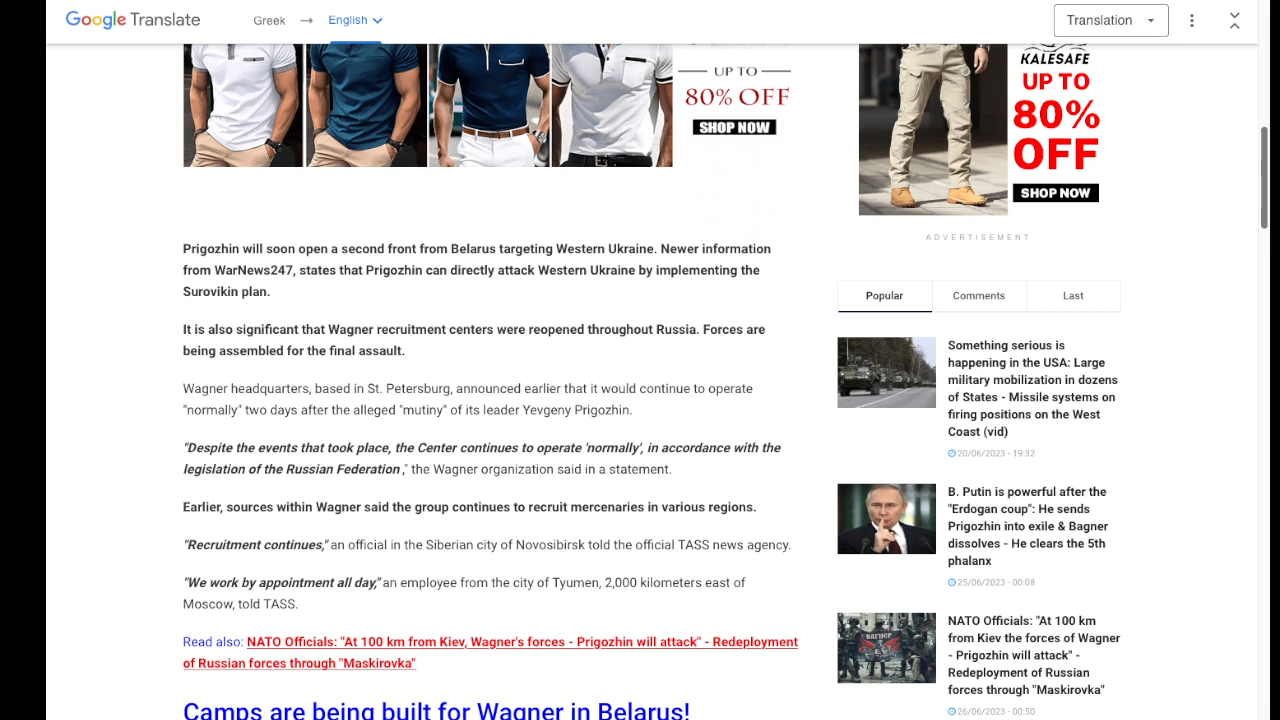 Google Translate
Greek → English
Translation
UP TO
80% OFF
SHOP NOW
KALESAFE
UP TO
80%
OFF
SHOP NOW
ADVERTISEMENT
Prigozhin will soon open a second front from Belarus targeting Western Ukraine. Newer information
from WarNews247, states that Prigozhin can directly attack Western Ukraine by implementing the
Surovikin plan.
It is also significant that Wagner recruitment centers were reopened throughout Russia. Forces are
being assembled for the final assault.
Wagner headquarters, based in St. Petersburg, announced earlier that it would continue to operate
"normally" two days after the alleged "mutiny" of its leader Yevgeny Prigozhin.
"Despite the events that took place, the Center continues to operate 'normally', in accordance with the
legislation of the Russian Federation ," the Wagner organization said in a statement.
Earlier, sources within Wagner said the group continues to recruit mercenaries in various regions.
"Recruitment continues," an official in the Siberian city of Novosibirsk told the official TASS news agency.
"We work by appointment all day," an employee from the city of Tyumen, 2,000 kilometers east of
Moscow, told TASS.
Read also: NATO Officials: "At 100 km from Kiev, Wagner's forces - Prigozhin will attack" - Redeployment
of Russian forces through "Maskirovka"
Camps are being built for Wagner in Belarus!
Popular
Comments
Last
Something serious is
happening in the USA: Large
military mobilization in dozens
of States - Missile systems on
firing positions on the West
Coast (vid)
20/06/2023 - 19:32
B. Putin is powerful after the
"Erdogan coup": He sends
Prigozhin into exile & Bagner
dissolves - He clears the 5th
phalanx
25/06/2023 - 00:08
NATO Officials: "At 100 km
from Kiev the forces of Wagner
- Prigozhin will attack" -
Redeployment of Russian
forces through "Maskirovka"
26/06/2023 - 00:50